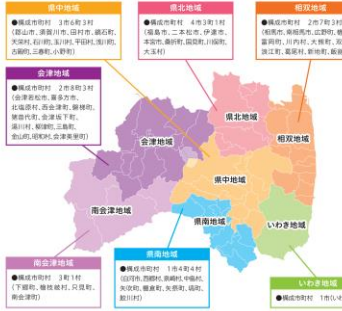 県中地域
●構成市町村 3市6町3村
(郡山市、須賀川市、田村市、鏡石町、
天栄村、石川町、玉川村、平田村、浅川町、
古殿町、三春町、小野町)
県北地域
●構成市町村 4市3町1村
(福島市、二本松市、伊達市、
本宮市、桑折町、国見町、川俣町、
大玉村)
相双地域
●構成市町村 2市7町3村
(相馬市、南相馬市、広野町、楢
富岡町、川内村、大熊町、双
浪江町、葛尾村、新地町、飯舘
会津地域
●構成市町村 2市8町3村
(会津若松市、喜多方市、
北塩原村、西会津町、磐梯町、
猪苗代町、会津坂下町、
湯川村、柳津町、三島町、
金山町、昭和村、会津美里町)
会津地域
県北地域
相双地域
県中地域
南会津地域
県南地域
いわき地域
南会津地域
●構成市町村 3町1村
(下郷町、檜枝岐村、只見町、
南会津町)
県南地域
●構成市町村 1市4町4村
(白河市、西郷村、泉崎村、中島村、
矢吹町、棚倉町、矢祭町、塙町、
鮫川村)
いわき地域
●構成市町村 1市(いわ